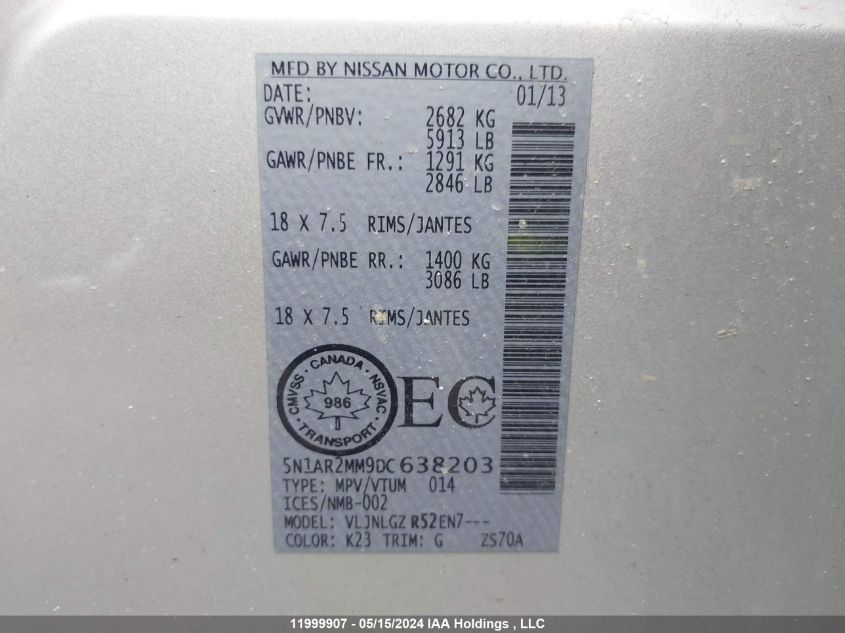 MFD BY NISSAN MOTOR CO., LTD.
DATE: 01/13
GVWR/PNBV: 2682 KG
5913 LB
GAWR/PNBE FR.: 1291 KG
2846 LB
18 X 7.5 RIMS/JANTES
GAWR/PNBE RR.: 1400 KG
3086 LB
18 X 7.5 RIMS/JANTES
CMVSS · CANADA · NSVAC · TRANSPORT ·
986
EC
5N1AR2MM9DC638203
TYPE: MPV/VTUM 014
ICES/NMB-002
MODEL: VLJNLGZ R52EN7---
COLOR: K23 TRIM: G ZS70A
11999907 - 05/15/2024 IAA Holdings , LLC